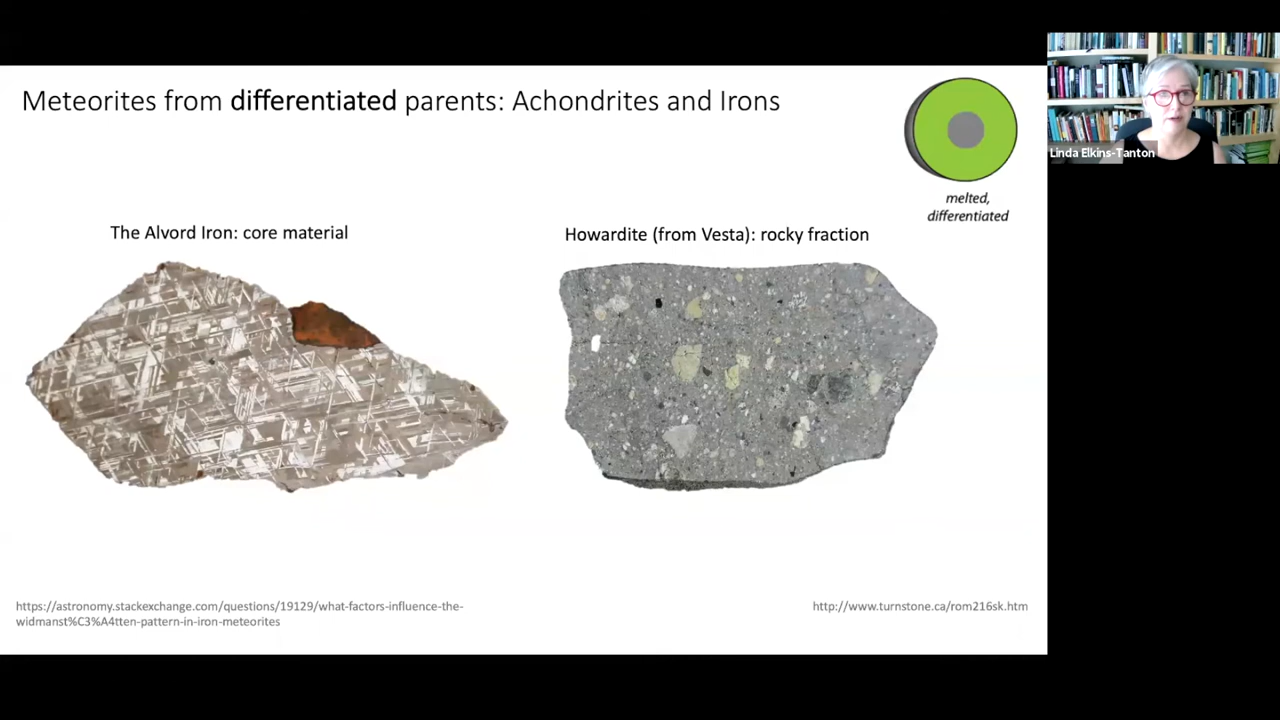 Meteorites from differentiated parents: Achondrites and Irons
Linda Elkins-Tanton
melted,
differentiated
The Alvord Iron: core material
Howardite (from Vesta): rocky fraction
https://astronomy.stackexchange.com/questions/19129/what-factors-influence-the-
widmanst%C3%A4tten-pattern-in-iron-meteorites
http://www.turnstone.ca/rom216sk.htm